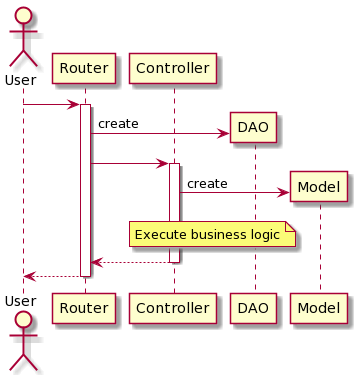 User
Router
Controller
create
DAO
create
Model
Execute business logic
User
Router
Controller
DAO
Model